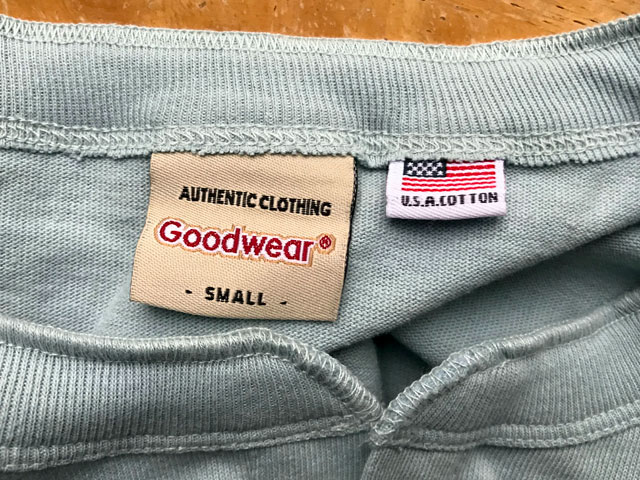 AUTHENTIC CLOTHING
Goodwear®
- SMALL -
U.S.A.COTTON